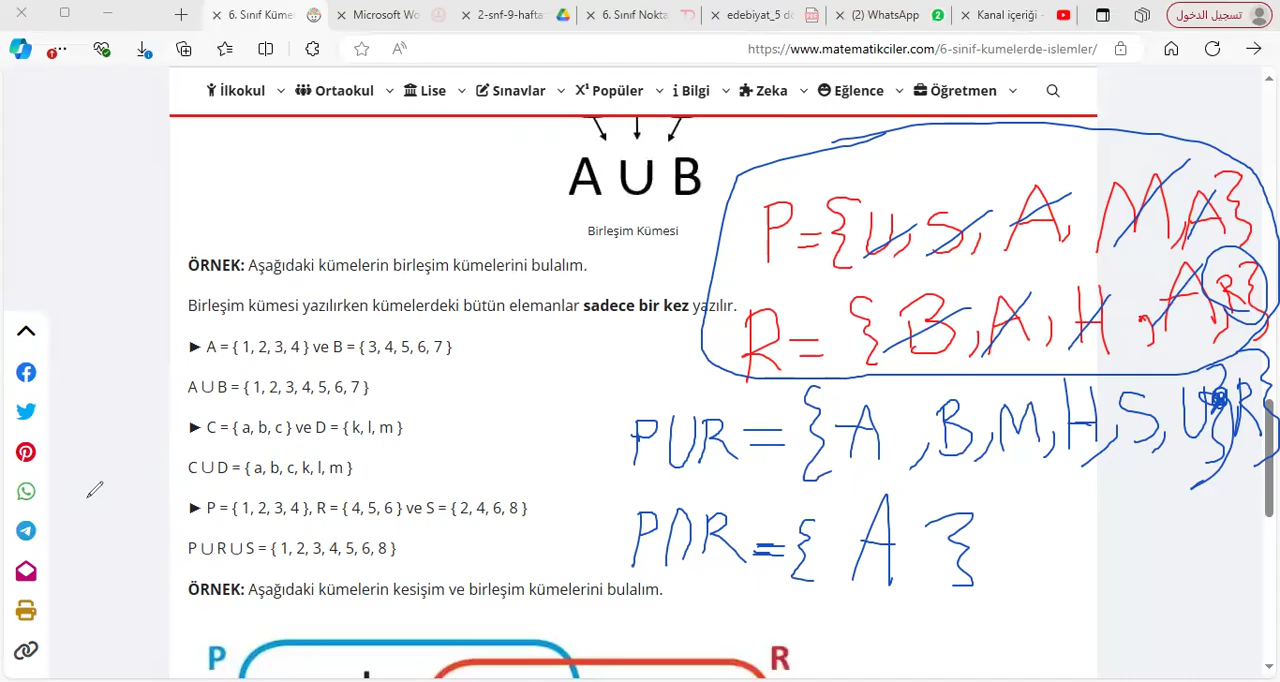 6. Sınıf Küme
Microsoft Wo
2-snf-9-hafta
6. Sınıf Nokta
edebiyat_5 do
(2) WhatsApp
Kanal içeriği -
تسجيل الدخول
https://www.matematikciler.com/6-sinif-kumelerde-islemler/
İlkokul Ortaokul Lise Sınavlar Popüler Bilgi Zeka Eğlence Öğretmen
A ∪ B
Birleşim Kümesi
P={U,S,A,M,A}
ÖRNEK: Aşağıdaki kümelerin birleşim kümelerini bulalım.
Birleşim kümesi yazılırken kümelerdeki bütün elemanlar sadece bir kez yazılır.
R={B,A,H,A,R}
► A = { 1, 2, 3, 4 } ve B = { 3, 4, 5, 6, 7 }
A ∪ B = { 1, 2, 3, 4, 5, 6, 7 }
► C = { a, b, c } ve D = { k, l, m }
PUR={A,B,M,H,S,U,R}
C ∪ D = { a, b, c, k, l, m }
► P = { 1, 2, 3, 4 }, R = { 4, 5, 6 } ve S = { 2, 4, 6, 8 }
P ∪ R ∪ S = { 1, 2, 3, 4, 5, 6, 8 }
P∩R={A}
ÖRNEK: Aşağıdaki kümelerin kesişim ve birleşim kümelerini bulalım.
P R